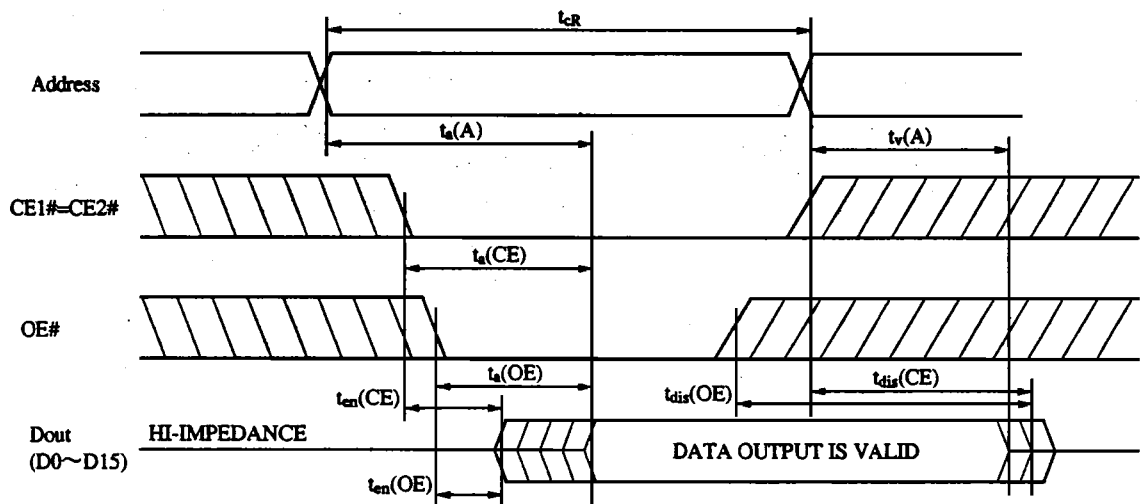 tcR
Address
ta(A)
tv(A)
CE1#=CE2#
ta(CE)
OE#
ta(OE)
ten(CE)
tdis(CE)
tdis(OE)
HI-IMPEDANCE
Dout
(D0～D15)
DATA OUTPUT IS VALID
ten(OE)